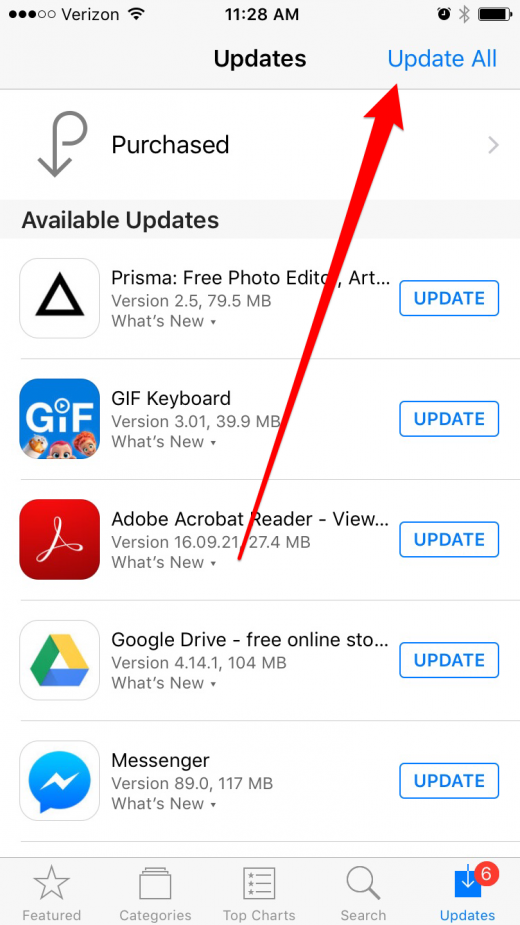 Verizon 11:28 AM
Updates Update All
Purchased
Available Updates
Prisma: Free Photo Editor, Art...
Version 2.5, 79.5 MB
What's New
UPDATE
GIF
GIF Keyboard
Version 3.01, 39.9 MB
What's New
UPDATE
Adobe Acrobat Reader - View...
Version 16.09.21, 27.4 MB
What's New
UPDATE
Google Drive - free online sto...
Version 4.14.1, 104 MB
What's New
UPDATE
Messenger
Version 89.0, 117 MB
What's New
UPDATE
6
Featured Categories Top Charts Search Updates